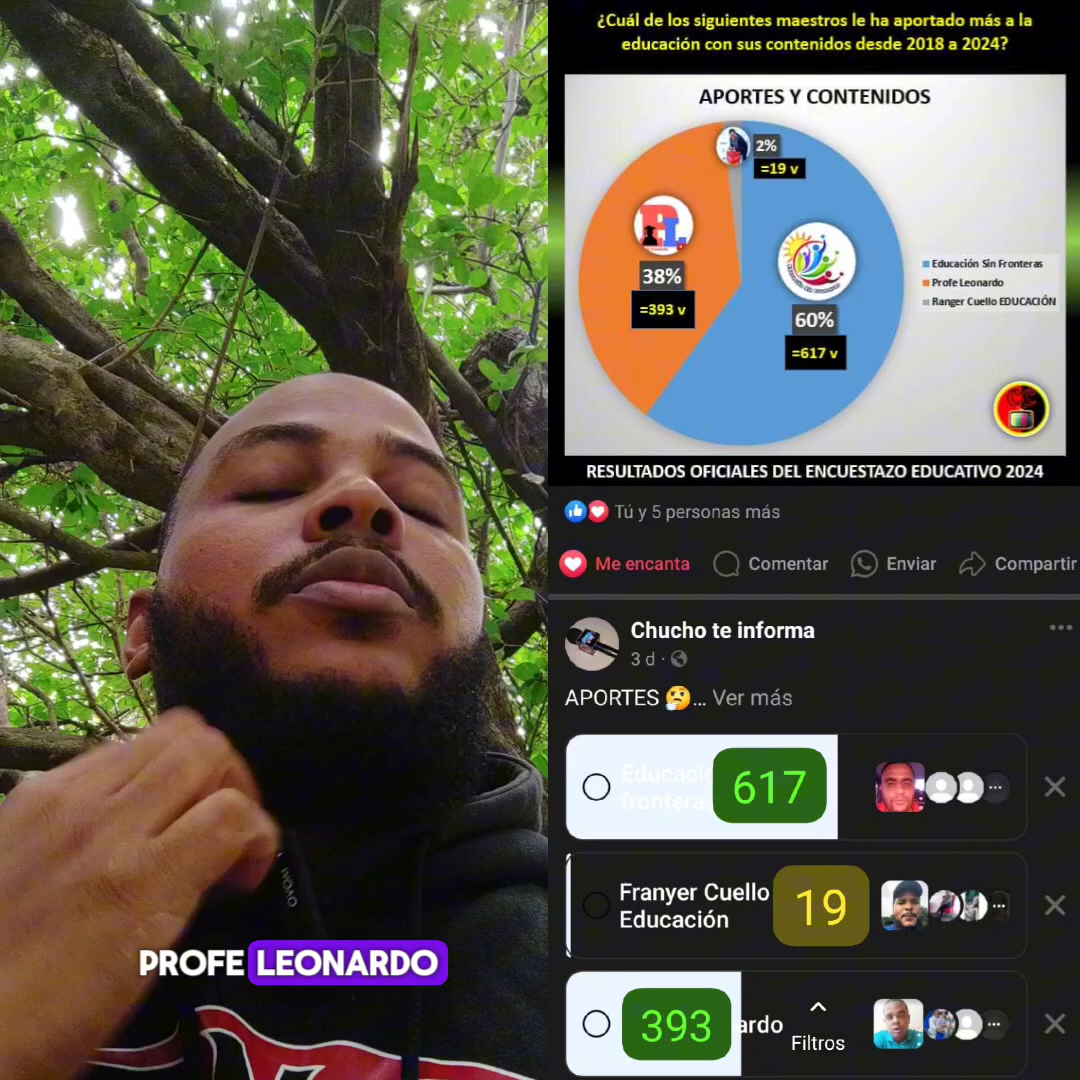 PROFE LEONARDO
¿Cuál de los siguientes maestros le ha aportado más a la
educación con sus contenidos desde 2018 a 2024?
APORTES Y CONTENIDOS
2%
=19 v
38%
=393 v
60%
=617 v
Educación Sin Fronteras
Profe Leonardo
Ranger Cuello EDUCACIÓN
RESULTADOS OFICIALES DEL ENCUESTAZO EDUCATIVO 2024
Tú y 5 personas más
Me encanta
Comentar
Enviar
Compartir
Chucho te informa
3 d ·
APORTES 🤔... Ver más
617
Franyer Cuello
Educación
19
393
ardo
Filtros